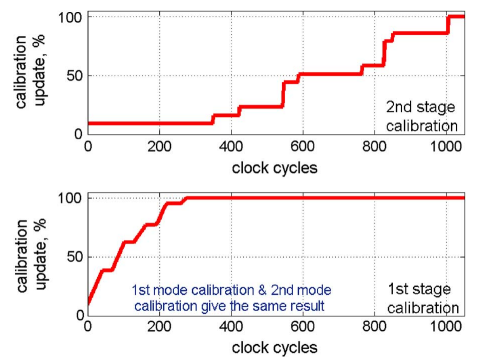 100
50
0
calibration
update, %
2nd stage
calibration
0 200 400 600 800 1000
clock cycles
100
50
0
calibration
update, %
1st mode calibration & 2nd mode
calibration give the same result
1st stage
calibration
0 200 400 600 800 1000
clock cycles